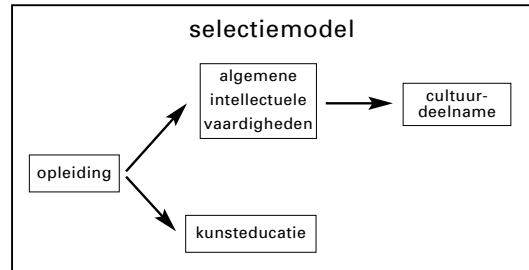 selectiemodel
algemene
intellectuele
vaardigheden
cultuur-
deelname
opleiding
kunsteducatie